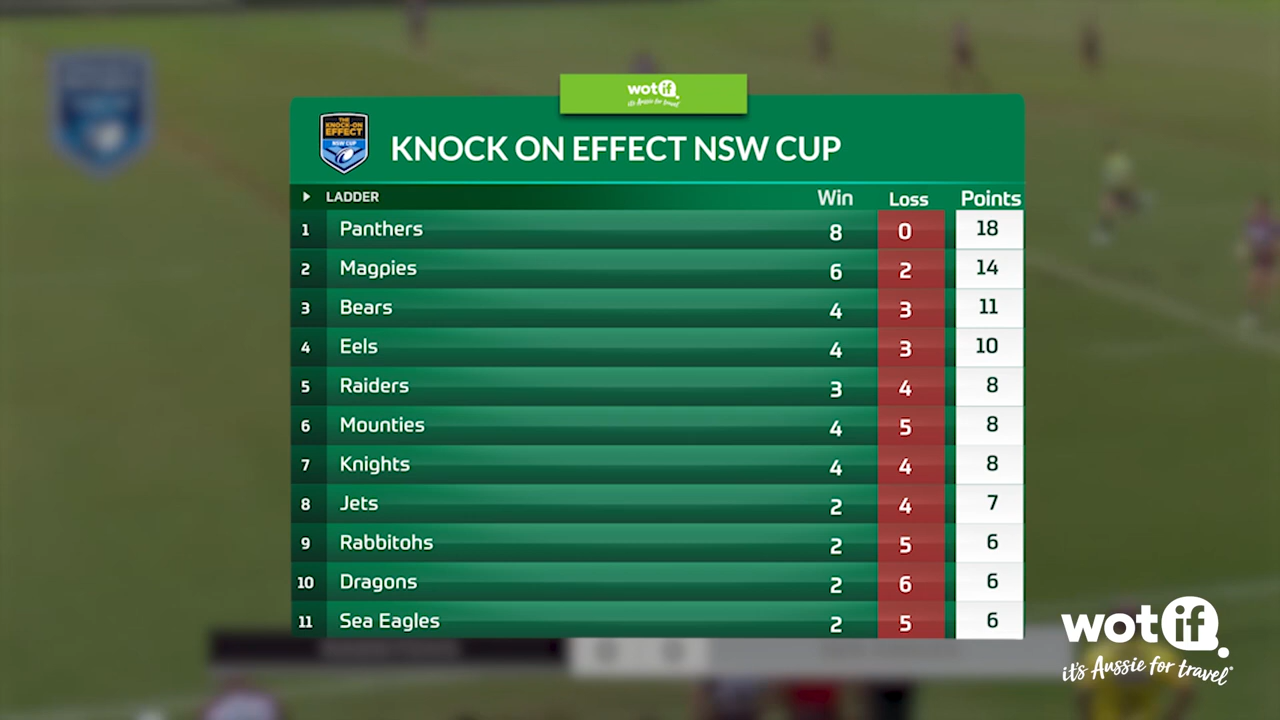 wotif.
it's Aussie for travel
THE
KNOCK-ON
EFFECT
NSW CUP
KNOCK ON EFFECT NSW CUP
LADDER Win Loss Points
1 Panthers 8 0 18
2 Magpies 6 2 14
3 Bears 4 3 11
4 Eels 4 3 10
5 Raiders 3 4 8
6 Mounties 4 5 8
7 Knights 4 4 8
8 Jets 2 4 7
9 Rabbitohs 2 5 6
10 Dragons 2 6 6
11 Sea Eagles 2 5 6
wotif.
it's Aussie for travel